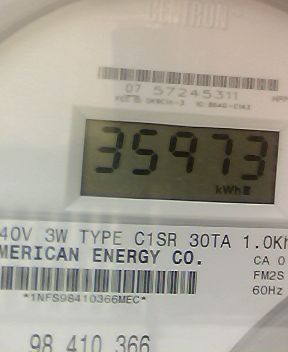 CENTRON
07 57245311
35973
kWh
40V 3W TYPE C1SR 30TA 1.0Kh
MERICAN ENERGY CO.
CA 0
FM2S
60Hz
*1NFS98410366MEC*
98 410 366